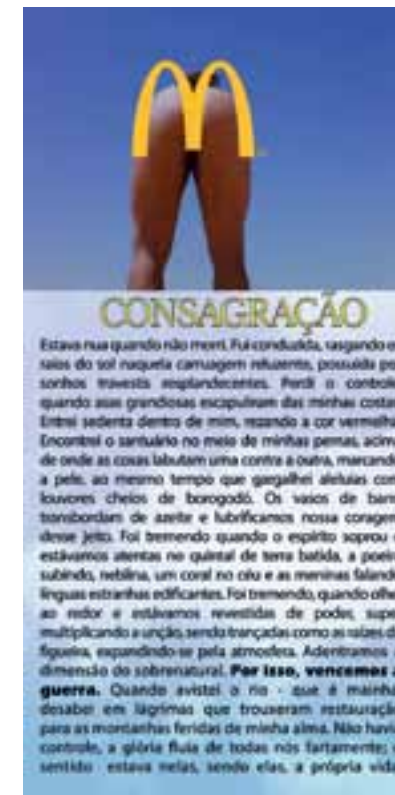 M
CONSAGRAÇÃO
Estava nua quando não morri. Fui conduzida, rasgando o
raios do sol naquela carruagem reluzente, possuída po
sonhos travestis resplandecentes. Perdi o controle
quando asas grandiosas escapuliram das minhas costas
Entrei sedenta dentro de mim, rezando a cor vermelha
Encontrei o santuário no meio de minhas pernas, acima
de onde as coisas labutam uma contra a outra, marcando
a pele, ao mesmo tempo que gargalhei aleluias com
louvores cheios de borogodó. Os vasos de barro
transbordam de azeite e lubrificamos nossa coragem
desse jeito. Foi tremendo quando o espírito soprou e
estávamos atentas no quintal de terra batida, a poeira
subindo, neblina, um coral no céu e as meninas falando
línguas estranhas edificantes. Foi tremendo, quando olhei
ao redor e estávamos revestidas de poder, super
multiplicando a unção, sendo trançadas como as raízes da
figueira, expandindo-se pela atmosfera. Adentramos a
dimensão do sobrenatural. Por isso, vencemos a
guerra. Quando avistei o rio - que é mainha
desabei em lágrimas que trouxeram restauração
para as montanhas feridas de minha alma. Não havia
controle, a glória fluía de todas nós fartamente; o
sentido estava nelas, sendo elas, a própria vida